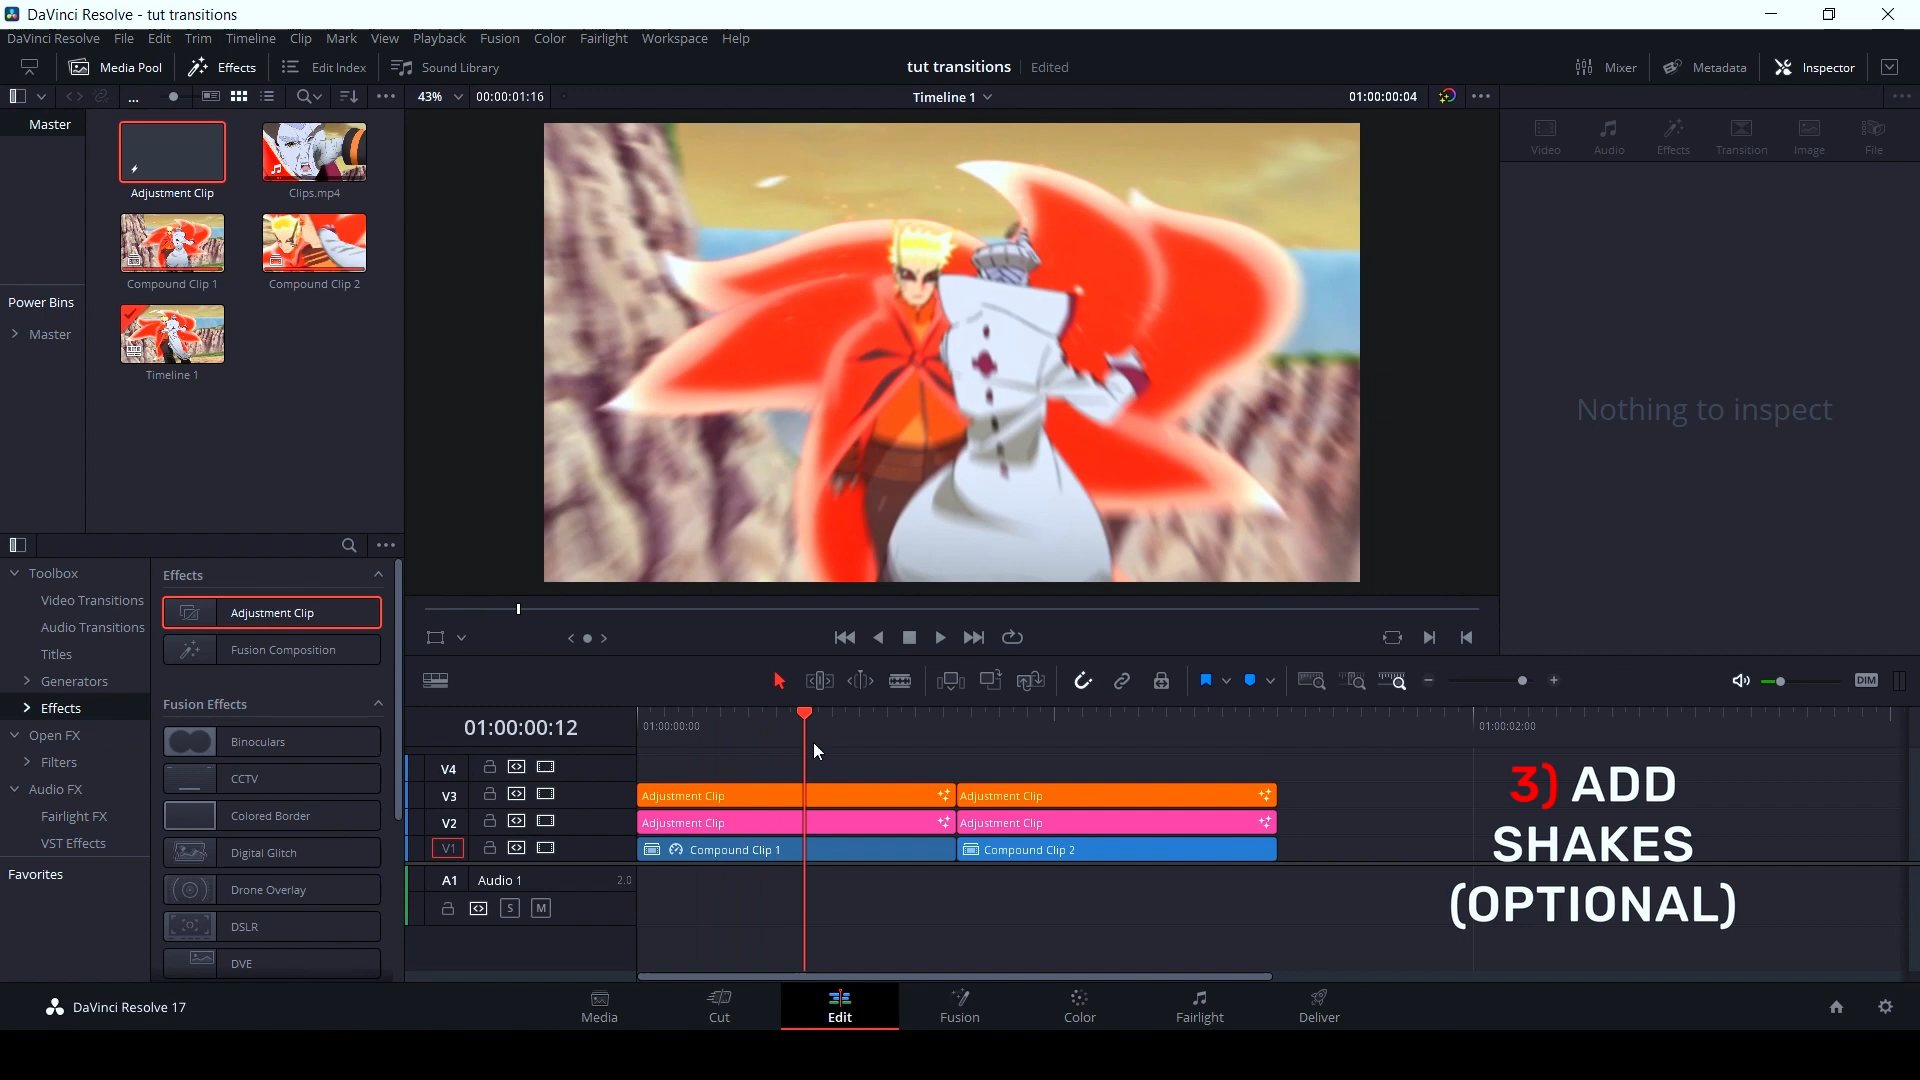 DaVinci Resolve - tut transitions
DaVinci Resolve File Edit Trim Timeline Clip Mark View Playback Fusion Color Fairlight Workspace Help
Media Pool Effects Edit Index Sound Library tut transitions Edited Mixer Metadata Inspector
43% 00:00:01:16 Timeline 1 01:00:00:04
Master
Adjustment Clip Clips.mp4
Compound Clip 1 Compound Clip 2
Timeline 1
Power Bins
Master
Video Audio Effects Transition Image File
Nothing to inspect
Toolbox
Video Transitions
Audio Transitions
Titles
Generators
Effects
Open FX
Filters
Audio FX
Fairlight FX
VST Effects
Favorites
Effects
Adjustment Clip
Fusion Composition
Fusion Effects
Binoculars
CCTV
Colored Border
Digital Glitch
Drone Overlay
DSLR
DVE
DIM
01:00:00:12 01:00:00:00 01:00:02:00
V4
V3 Adjustment Clip Adjustment Clip
V2 Adjustment Clip Adjustment Clip
V1 Compound Clip 1 Compound Clip 2
A1 Audio 1 2.0
S M
3) ADD
SHAKES
(OPTIONAL)
DaVinci Resolve 17 Media Cut Edit Fusion Color Fairlight Deliver